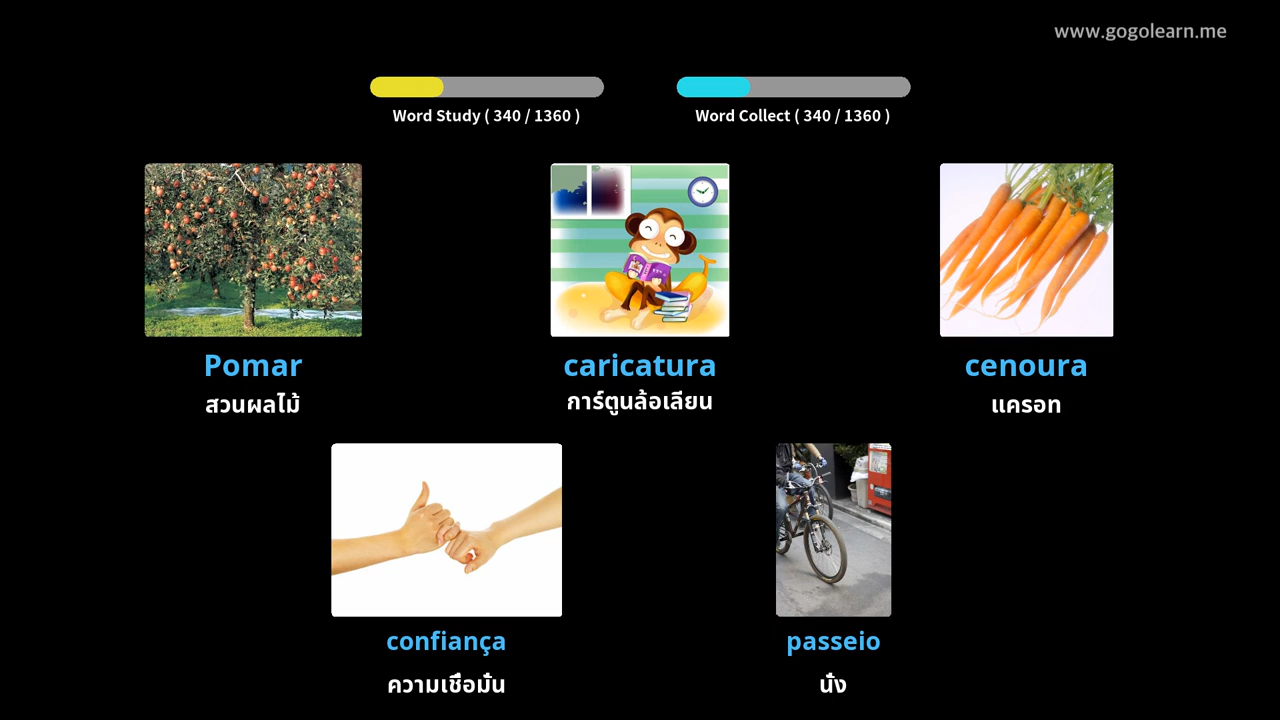 www.gogolearn.me
Word Study ( 340 / 1360 )
Word Collect ( 340 / 1360 )
Pomar
สวนผลไม้
caricatura
การ์ตูนล้อเลียน
cenoura
แครอท
confiança
ความเชื่อมั่น
passeio
นั่ง